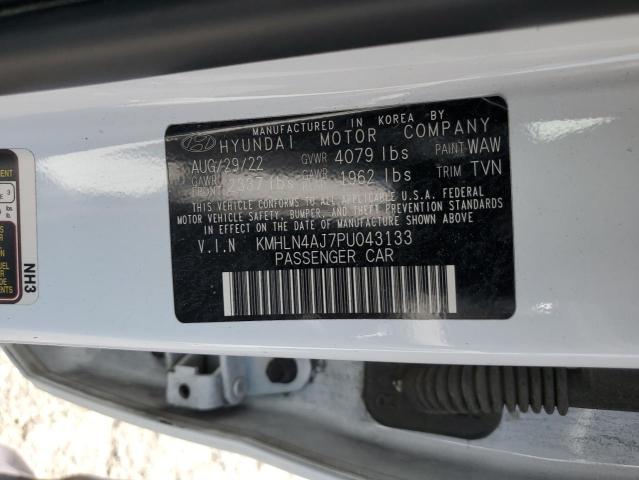 MANUFACTURED IN KOREA BY
HYUNDAI MOTOR COMPANY
AUG/29/22 GVWR 4079 lbs PAINT WAW
GAWR FRONT 2337 lbs 1962 lbs TRIM TVN
THIS VEHICLE CONFORMS TO ALL APPLICABLE U.S.A. FEDERAL
MOTOR VEHICLE SAFETY, BUMPER, AND THEFT PREVENTION STANDARDS
IN EFFECT ON THE DATE OF MANUFACTURE SHOWN ABOVE.
V.I.N KMHLN4AJ7PU043133
PASSENGER CAR
NH3